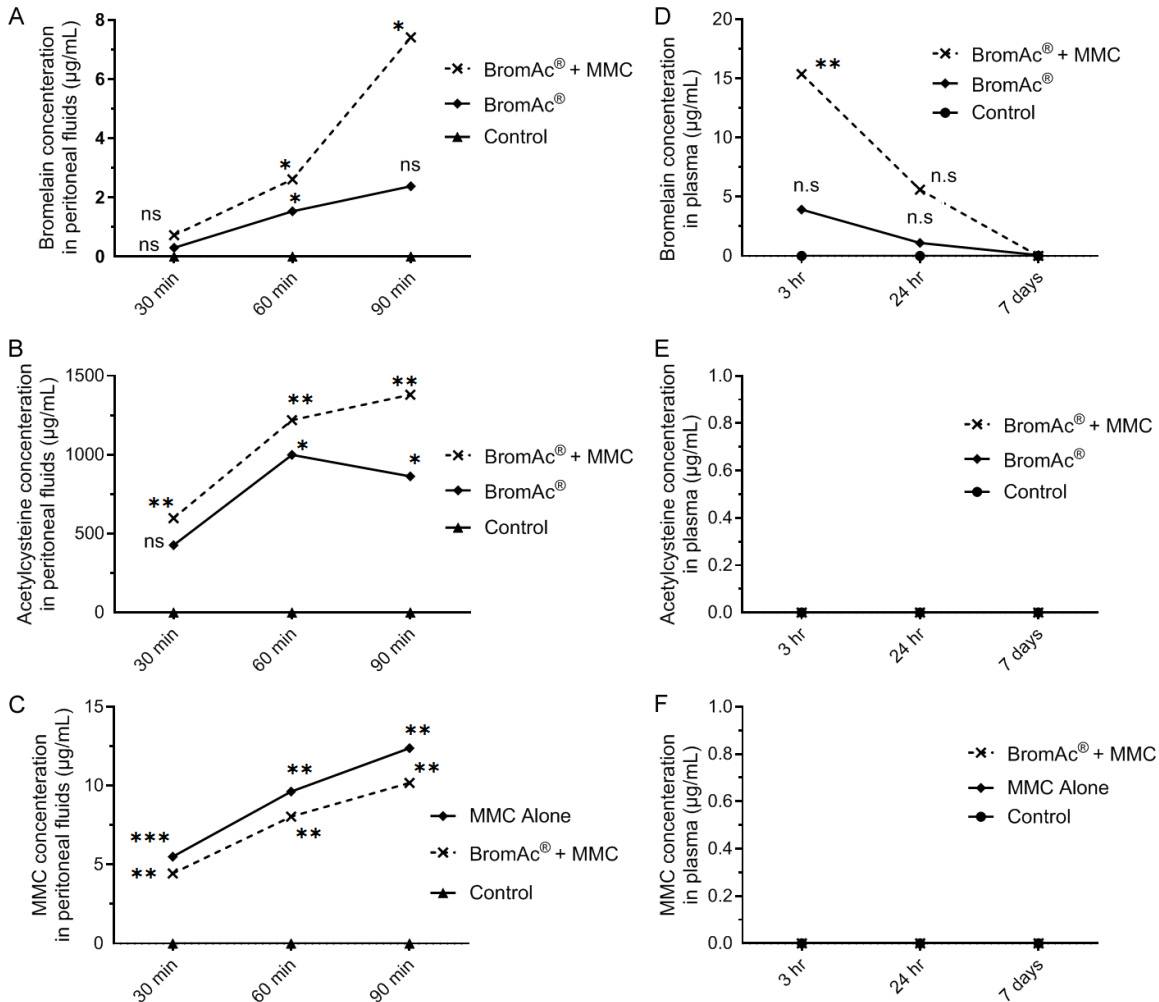 A
Bromelain concenteration
in peritoneal fluids (µg/mL)
8
6
4
2
0
ns
ns
*
*
*
ns
BromAc® + MMC
BromAc®
Control
30 min
60 min
90 min
D
Bromelain concenteration
in plasma (µg/mL)
20
15
10
5
0
**
n.s
n.s
n.s
BromAc® + MMC
BromAc®
Control
3 hr
24 hr
7 days
B
Acetylcysteine concenteration
in peritoneal fluids (µg/mL)
1500
1000
500
0
**
ns
**
*
**
*
BromAc® + MMC
BromAc®
Control
30 min
60 min
90 min
E
Acetylcysteine concenteration
in plasma (µg/mL)
1.0
0.8
0.6
0.4
0.2
0.0
BromAc® + MMC
BromAc®
Control
3 hr
24 hr
7 days
C
MMC concenteration
in peritoneal fluids (µg/mL)
15
10
5
0
***
**
**
**
**
**
MMC Alone
BromAc® + MMC
Control
30 min
60 min
90 min
F
MMC concenteration
in plasma (µg/mL)
1.0
0.8
0.6
0.4
0.2
0.0
BromAc® + MMC
MMC Alone
Control
3 hr
24 hr
7 days